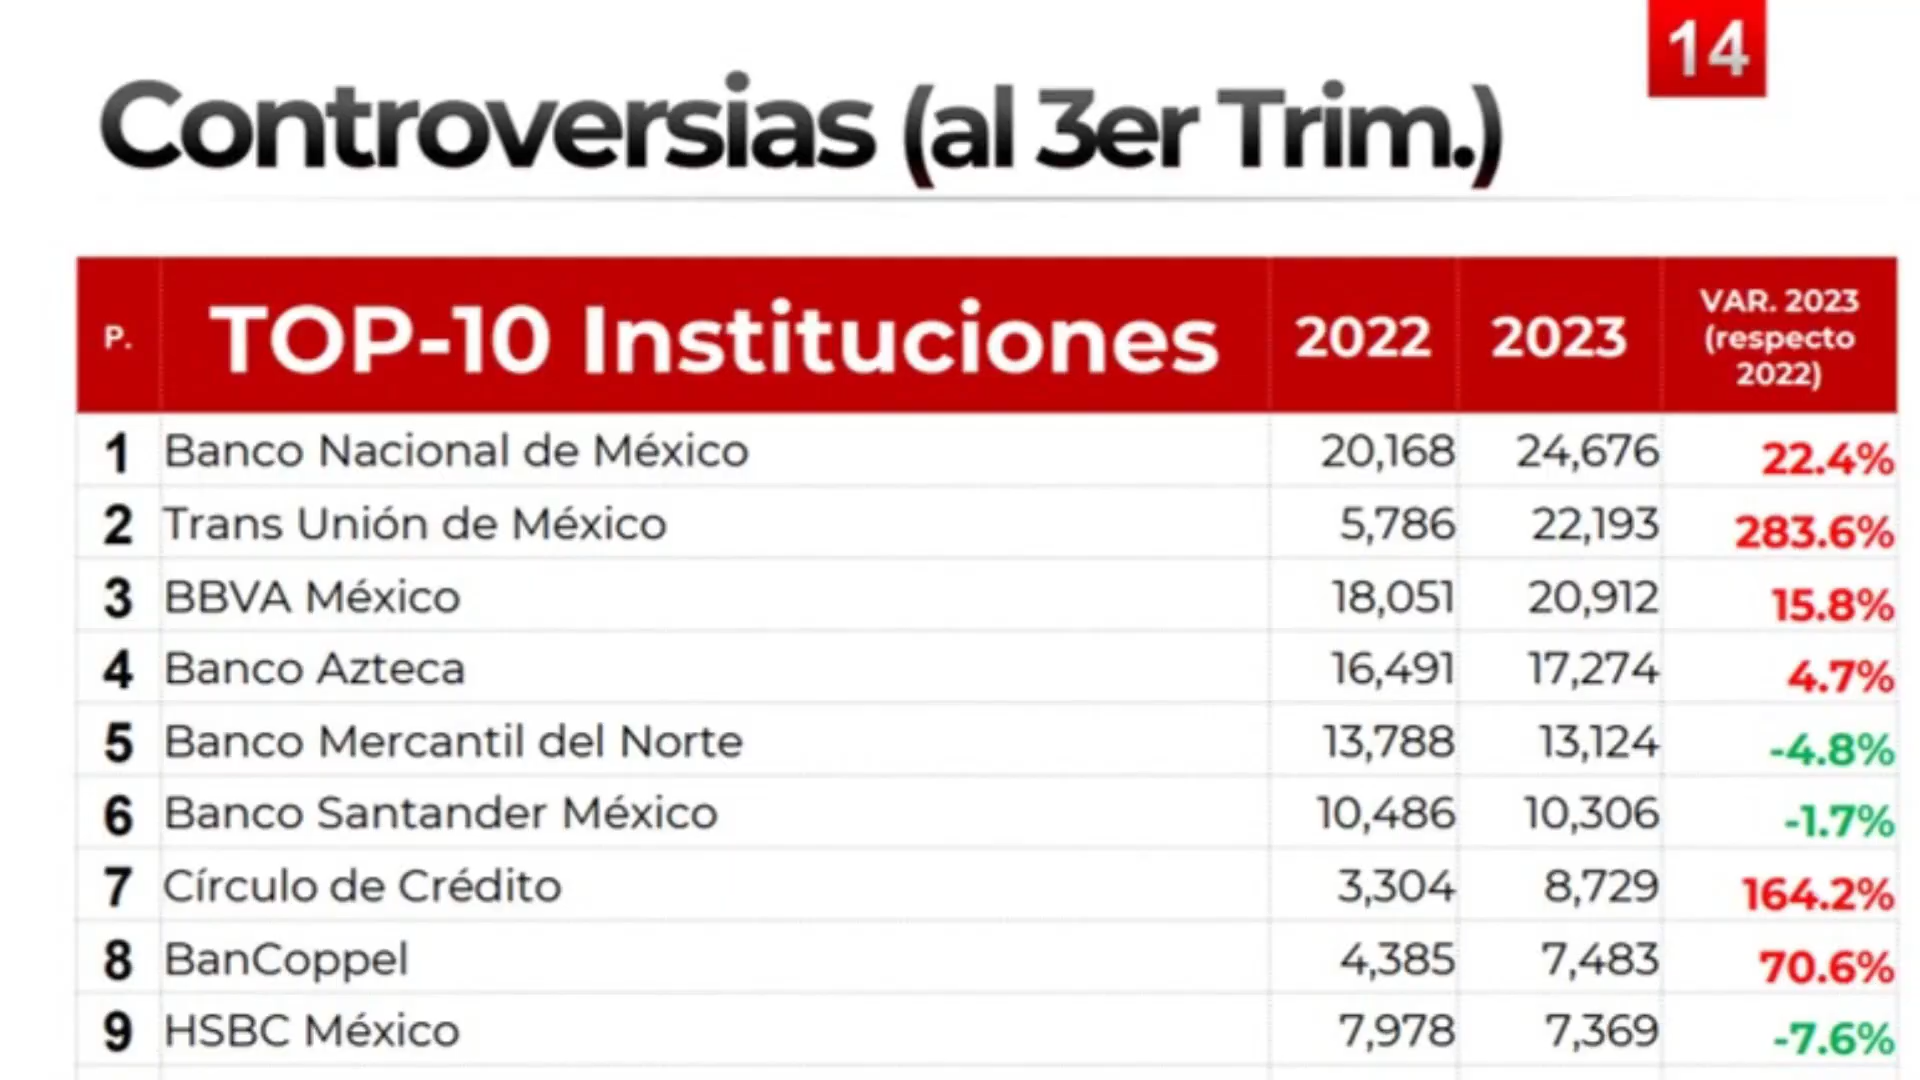 14
Controversias (al 3er Trim.)
P. TOP-10 Instituciones 2022 2023 VAR. 2023
(respecto
2022)
1 Banco Nacional de México 20,168 24,676 22.4%
2 Trans Unión de México 5,786 22,193 283.6%
3 BBVA México 18,051 20,912 15.8%
4 Banco Azteca 16,491 17,274 4.7%
5 Banco Mercantil del Norte 13,788 13,124 -4.8%
6 Banco Santander México 10,486 10,306 -1.7%
7 Círculo de Crédito 3,304 8,729 164.2%
8 BanCoppel 4,385 7,483 70.6%
9 HSBC México 7,978 7,369 -7.6%